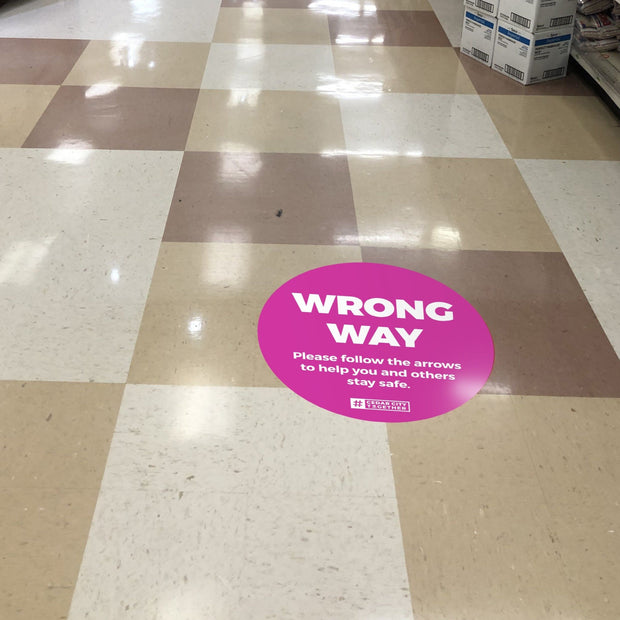 WRONG
WAY
Please follow the arrows
to help you and others
stay safe.
# CEDAR CITY
TOGETHER